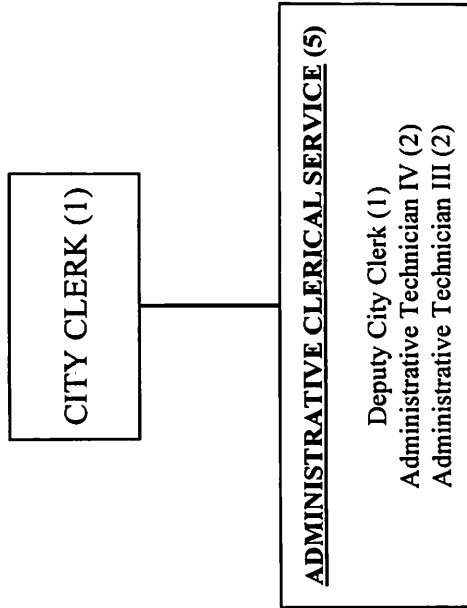 CITY CLERK (1)
ADMINISTRATIVE CLERICAL SERVICE (5)
Deputy City Clerk (1)
Administrative Technician IV (2)
Administrative Technician III (2)